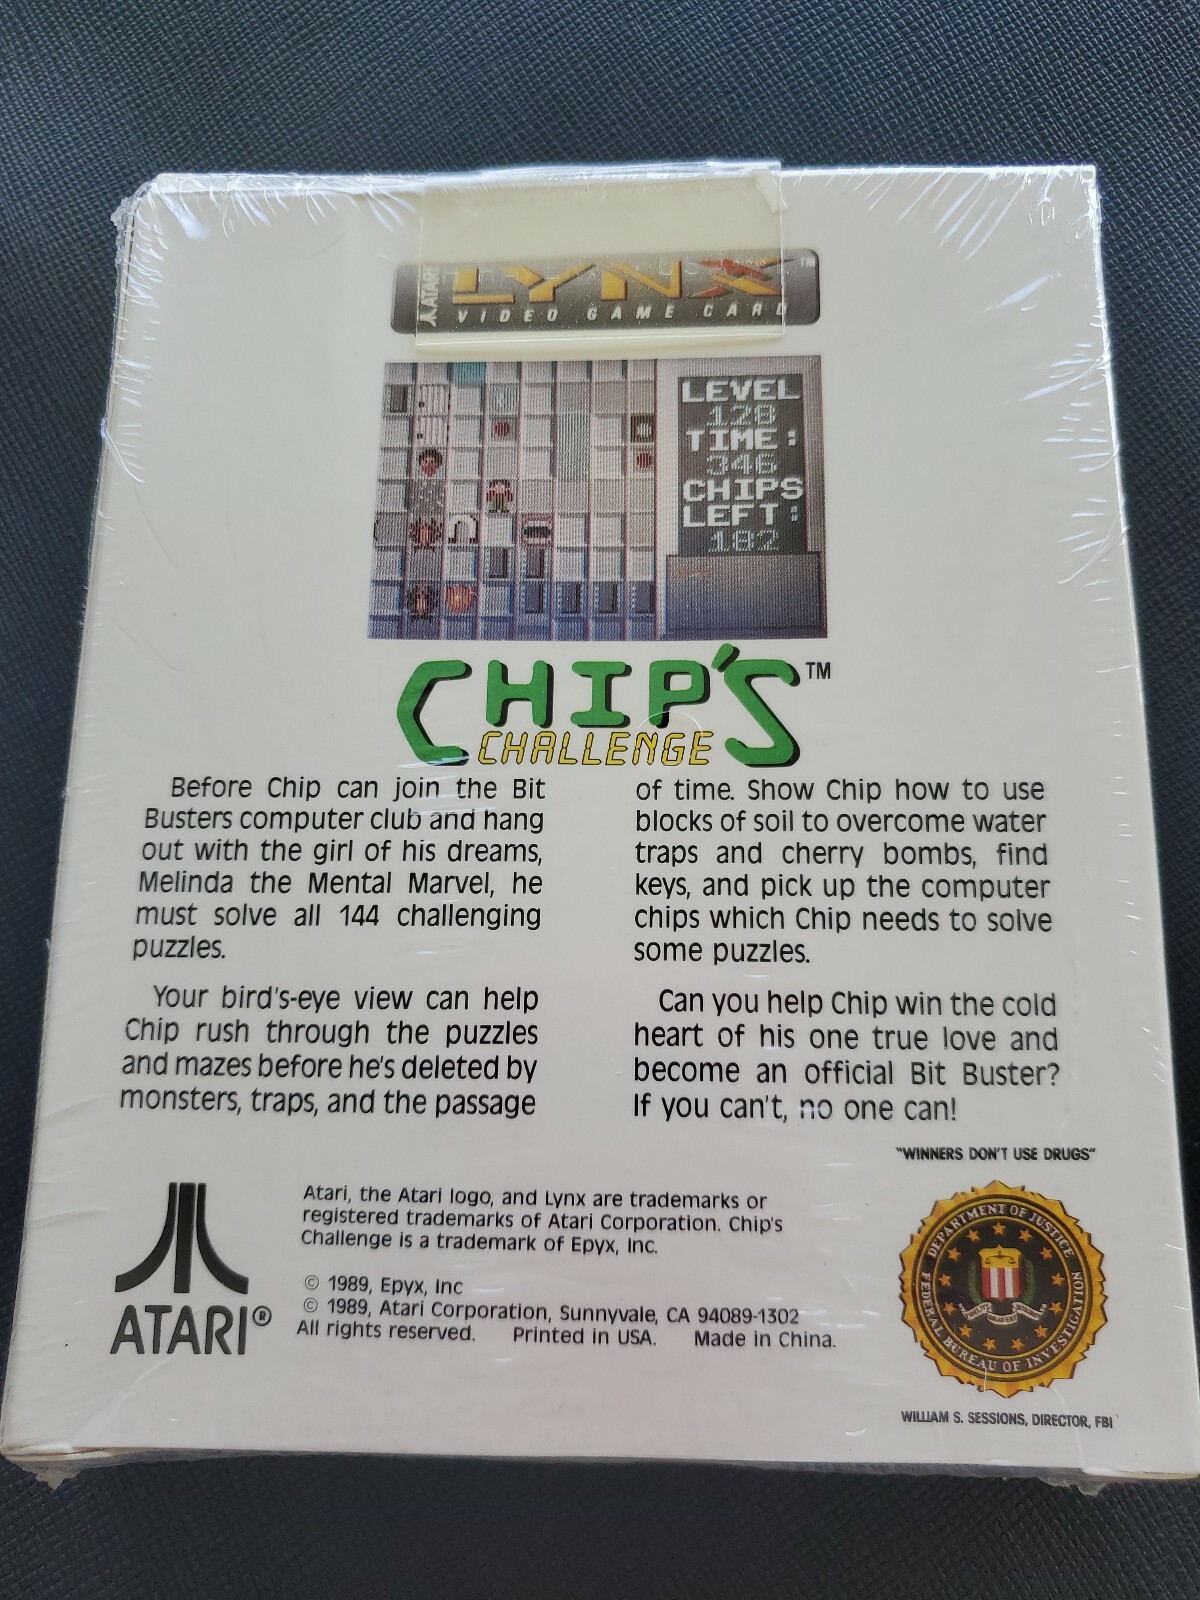 ATARI
LYNX™
VIDEO GAME CARD
LEVEL
128
TIME:
346
CHIPS
LEFT:
182
CHIP'S™
CHALLENGE
Before Chip can join the Bit
Busters computer club and hang
out with the girl of his dreams,
Melinda the Mental Marvel, he
must solve all 144 challenging
puzzles.
Your bird's-eye view can help
Chip rush through the puzzles
and mazes before he's deleted by
monsters, traps, and the passage
of time. Show Chip how to use
blocks of soil to overcome water
traps and cherry bombs, find
keys, and pick up the computer
chips which Chip needs to solve
some puzzles.
Can you help Chip win the cold
heart of his one true love and
become an official Bit Buster?
If you can't, no one can!
"WINNERS DON'T USE DRUGS"
ATARI®
Atari, the Atari logo, and Lynx are trademarks or
registered trademarks of Atari Corporation. Chip's
Challenge is a trademark of Epyx, Inc.
© 1989, Epyx, Inc
© 1989, Atari Corporation, Sunnyvale, CA 94089-1302
All rights reserved. Printed in USA. Made in China.
DEPARTMENT OF JUSTICE
FEDERAL BUREAU OF INVESTIGATION
WILLIAM S. SESSIONS, DIRECTOR, FBI